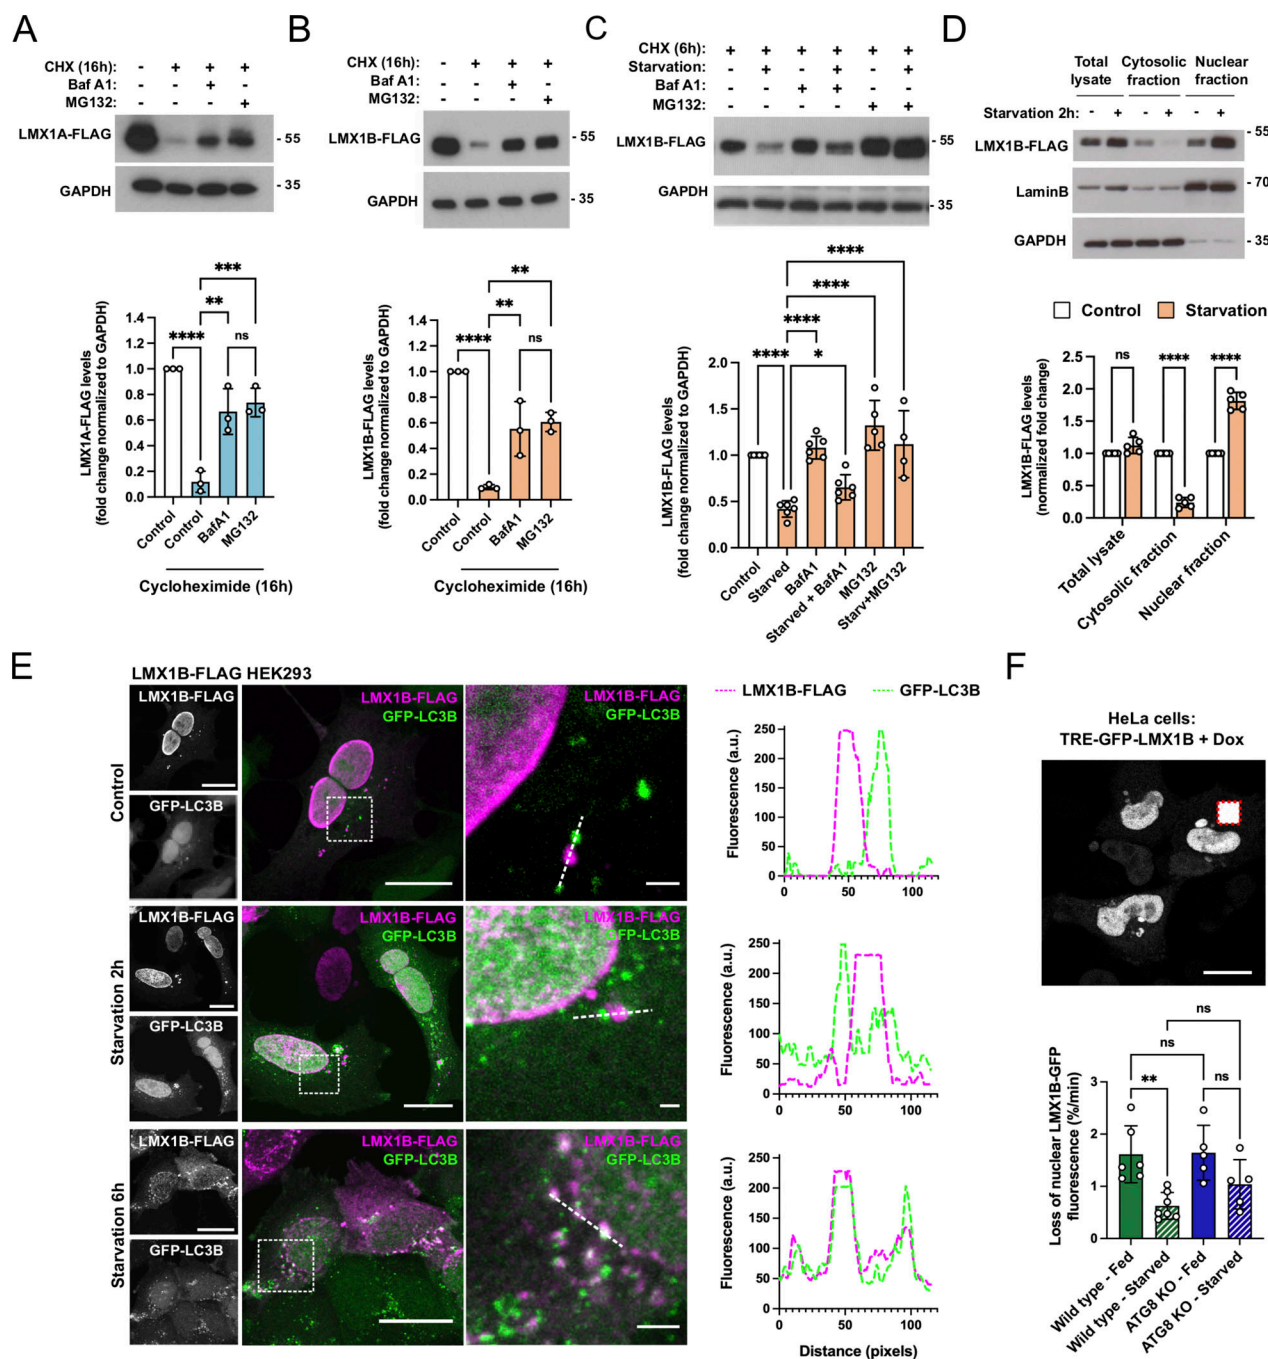 A
CHX (16h): - + + +
Baf A1: - - + -
MG132: - - - +
LMX1A-FLAG
- 55
GAPDH
- 35
LMX1A-FLAG levels
(fold change normalized to GAPDH)
1.4
1.2
1.0
0.8
0.6
0.4
0.2
0.0
**** ** *** ns
Control
Control
BafA1
MG132
Cycloheximide (16h)
B
CHX (16h): - + + +
Baf A1: - - + -
MG132: - - - +
LMX1B-FLAG
- 55
GAPDH
- 35
LMX1B-FLAG levels
(fold change normalized to GAPDH)
1.6
1.4
1.2
1.0
0.8
0.6
0.4
0.2
0.0
**** ** ** ns
Control
Control
BafA1
MG132
Cycloheximide (16h)
C
CHX (6h): + + + + + +
Starvation: - + - + - +
Baf A1: - - + + - -
MG132: - - - - + +
LMX1B-FLAG
- 55
GAPDH
- 35
LMX1B-FLAG levels
(fold change normalized to GAPDH)
2.0
1.5
1.0
0.5
0.0
****
****
****
**** *
Control
Starved
BafA1
Starved + BafA1
MG132
Starv+MG132
D
Total lysate
Cytosolic fraction
Nuclear fraction
Starvation 2h: - + - + - +
LMX1B-FLAG
- 55
LaminB
- 70
GAPDH
- 35
Control
Starvation
LMX1B-FLAG levels
(normalized fold change)
2.5
2.0
1.5
1.0
0.5
0.0
ns **** ****
Total lysate
Cytosolic fraction
Nuclear fraction
E
LMX1B-FLAG HEK293
Control
LMX1B-FLAG
GFP-LC3B
LMX1B-FLAG
GFP-LC3B
LMX1B-FLAG
GFP-LC3B
Starvation 2h
LMX1B-FLAG
GFP-LC3B
LMX1B-FLAG
GFP-LC3B
LMX1B-FLAG
GFP-LC3B
Starvation 6h
LMX1B-FLAG
GFP-LC3B
LMX1B-FLAG
GFP-LC3B
LMX1B-FLAG
GFP-LC3B
LMX1B-FLAG
GFP-LC3B
Fluorescence (a.u.)
250
200
150
100
50
0
0 50 100
Fluorescence (a.u.)
250
200
150
100
50
0
0 50 100
Fluorescence (a.u.)
250
200
150
100
50
0
0 50 100
Distance (pixels)
F
HeLa cells:
TRE-GFP-LMX1B + Dox
Loss of nuclear LMX1B-GFP
fluorescence (%/min)
3
2
1
0
ns
ns
** ns
Wild type - Fed
Wild type - Starved
ATG8 KO - Fed
ATG8 KO - Starved